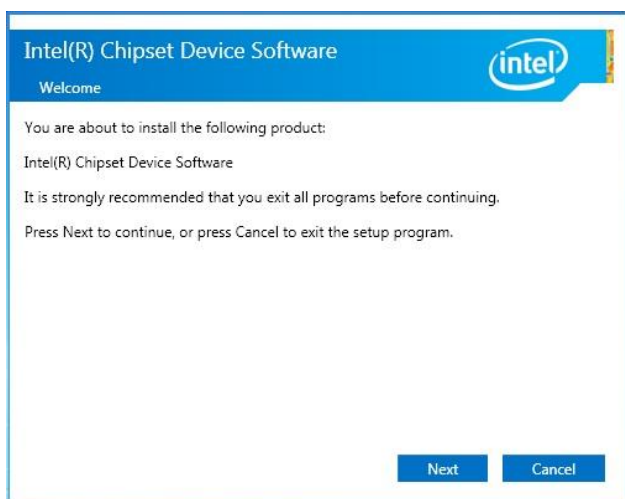 Intel(R) Chipset Device Software
intel
Welcome
You are about to install the following product:
Intel(R) Chipset Device Software
It is strongly recommended that you exit all programs before continuing.
Press Next to continue, or press Cancel to exit the setup program.
Next
Cancel